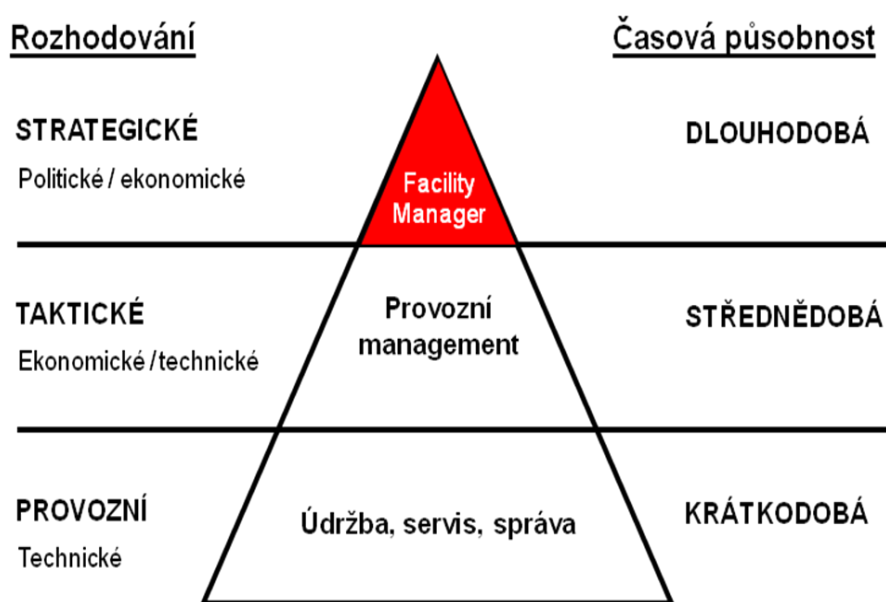 Rozhodování
Časová působnost
STRATEGICKÉ
DLOUHODOBÁ
Politické / ekonomické
Facility
Manager
TAKTICKÉ
Provozní
STŘEDNĚDOBÁ
management
Ekonomické / technické
PROVOZNÍ
Údržba, servis, správa
KRÁTKODOBÁ
Technické